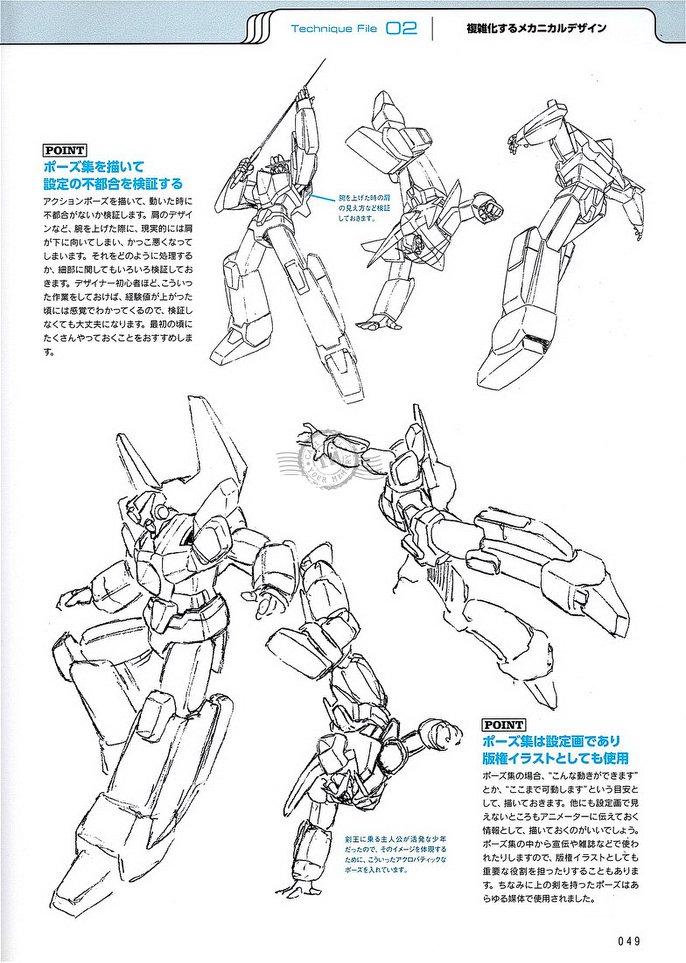 Technique File 02
複雑化するメカニカルデザイン
POINT
ポーズ集を描いて
設定の不都合を検証する
アクションポーズを描いて、動いた時に
不都合がないか検証します。肩のデザイ
ンなど、腕を上げた際に、現実的には肩
が下に向いてしまい、かっこ悪くなって
しまいます。それをどのように処理する
か、細部に関してもいろいろ検証してお
きます。デザイナー初心者ほど、こういっ
た作業をしておけば、経験値が上がった
頃には感覚でわかってくるので、検証し
なくても大丈夫になります。最初の頃に
たくさんやっておくことをおすすめしま
す。
腕を上げた時の肩
の見え方など検証
しておきます。
剣王に乗る主人公が活発な少年
だったので、そのイメージを体現する
ために、こういったアクロバティックな
ポーズを入れています。
POINT
ポーズ集は設定画であり
版権イラストとしても使用
ポーズ集の場合、“こんな動きができます”
とか、“ここまで可動します”という目安と
して、描いておきます。他にも設定画で見
えないところもアニメーターに伝えておく
情報として、描いておくのがいいでしょう。
ポーズ集の中から宣伝や雑誌などで使わ
れたりしますので、版権イラストとしても
重要な役割を担ったりすることもありま
す。ちなみに上の剣を持ったポーズはあ
らゆる媒体で使用されました。
049